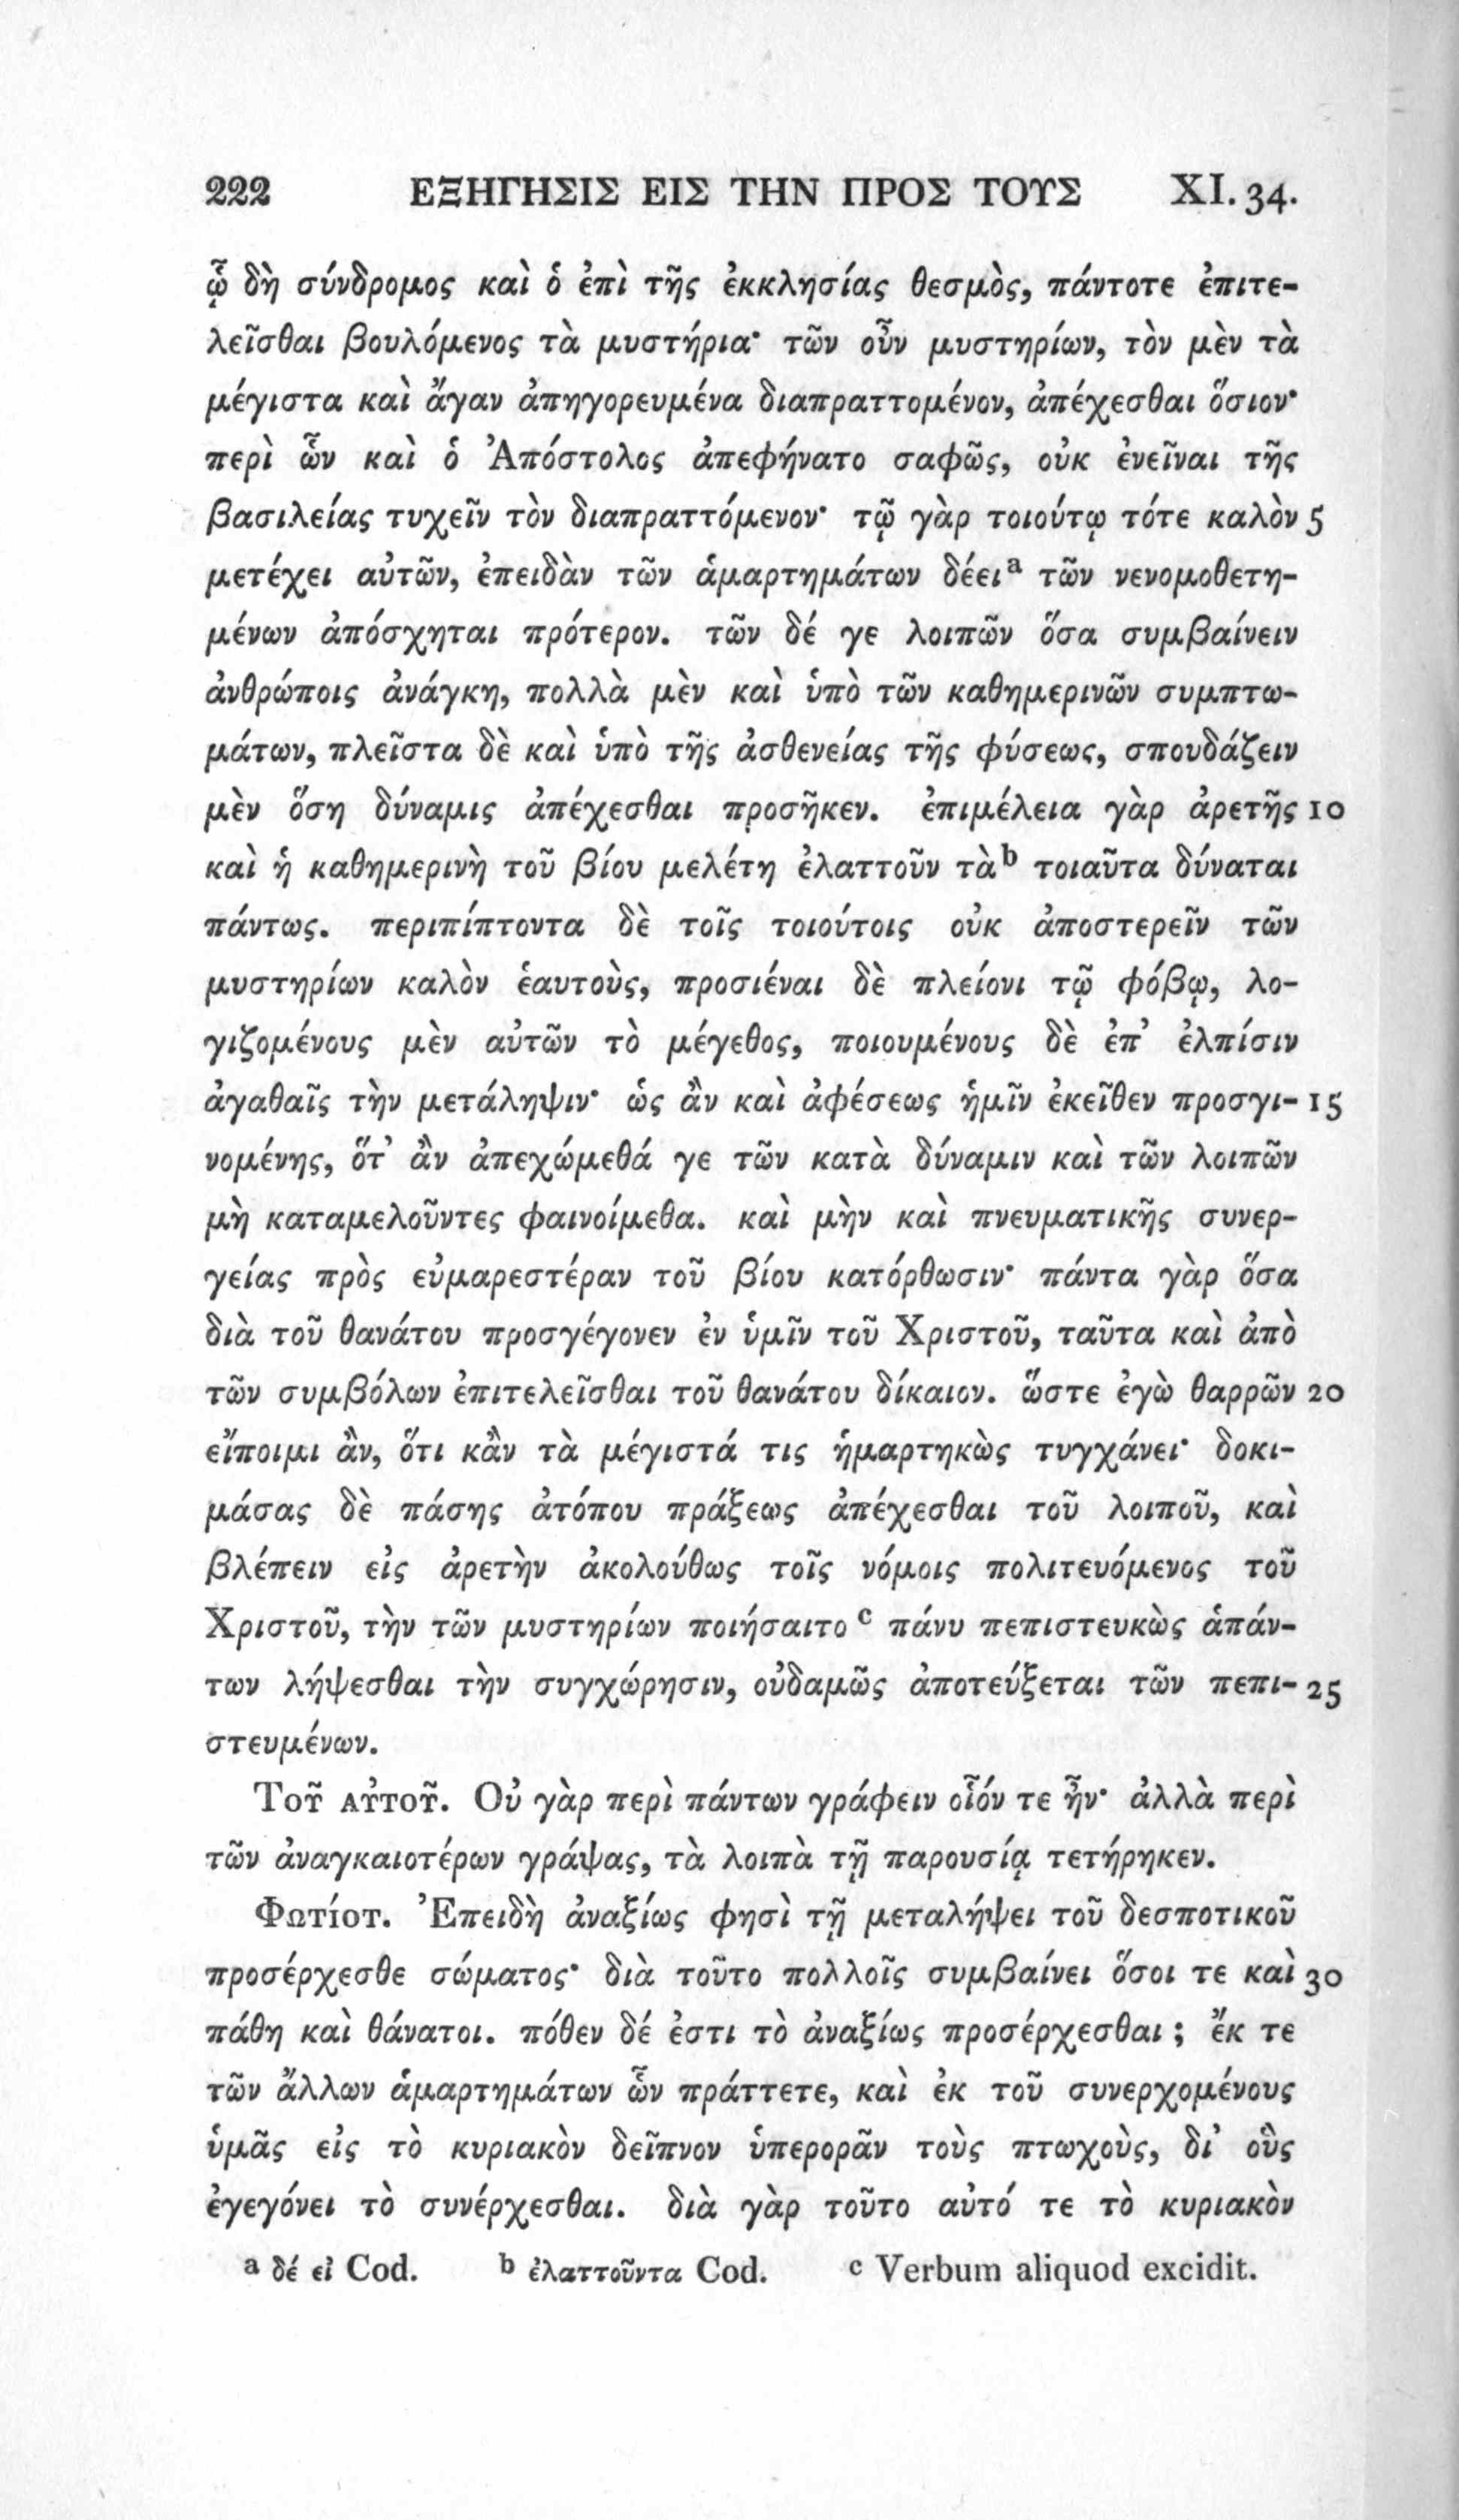 222 ΕΞΗΓΗΣΙΣ ΕΙΣ ΤΗΝ ΠΡΟΣ ΤΟΥΣ XI. 34.
ᾧ δὴ σύνδρομος καὶ ὁ ἐπὶ τῆς ἐκκλησίας θεσμὸς, πάντοτε ἐπιτε-
λεῖσθαι βουλόμενος τὰ μυστήρια· τῶν οὖν μυστηρίων, τὸν μὲν τὰ
μέγιστα καὶ ἄγαν ἀπηγορευμένα διαπραττομένον, ἀπέχεσθαι ὅσιον·
περὶ ὧν καὶ ὁ Ἀπόστολος ἀπεφήνατο σαφῶς, οὐκ ἐνεῖναι τῆς
βασιλείας τυχεῖν τὸν διαπραττόμενον· τῷ γὰρ τοιούτῳ τότε καλὸν 5
μετέχει αὐτῶν, ἐπειδὰν τῶν ἁμαρτημάτων δέει a τῶν νενομοθετη-
μένων ἀπόσχηται πρότερον. τῶν δέ γε λοιπῶν ὅσα συμβαίνειν
ἀνθρώποις ἀνάγκη, πολλὰ μὲν καὶ ὑπὸ τῶν καθημερινῶν συμπτω-
μάτων, πλεῖστα δὲ καὶ ὑπὸ τῆς ἀσθενείας τῆς φύσεως, σπουδάζειν
μὲν ὅση δύναμις ἀπέχεσθαι προσῆκεν. ἐπιμέλεια γὰρ ἀρετῆς 10
καὶ ἡ καθημερινὴ τοῦ βίου μελέτη ἐλαττοῦν τὰ b τοιαῦτα δύναται
πάντως. περιπίπτοντα δὲ τοῖς τοιούτοις οὐκ ἀποστερεῖν τῶν
μυστηρίων καλὸν ἑαυτοὺς, προσιέναι δὲ πλείονι τῷ φόβῳ, λο-
γιζομένους μὲν αὐτῶν τὸ μέγεθος, ποιουμένους δὲ ἐπ’ ἐλπίσιν
ἀγαθαῖς τὴν μετάληψιν· ὡς ἂν καὶ ἀφέσεως ἡμῖν ἐκεῖθεν προσγι- 15
νομένης, ὅτ’ ἂν ἀπεχώμεθά γε τῶν κατὰ δύναμιν καὶ τῶν λοιπῶν
μὴ καταμελοῦντες φαινοίμεθα. καὶ μὴν καὶ πνευματικῆς συνερ-
γείας πρὸς εὐμαρεστέραν τοῦ βίου κατόρθωσιν· πάντα γὰρ ὅσα
διὰ τοῦ θανάτου προσγέγονεν ἐν ὑμῖν τοῦ Χριστοῦ, ταῦτα καὶ ἀπὸ
τῶν συμβόλων ἐπιτελεῖσθαι τοῦ θανάτου δίκαιον. ὥστε ἐγὼ θαρρῶν 20
εἴποιμι ἂν, ὅτι κἂν τὰ μέγιστά τις ἡμαρτηκὼς τυγχάνει· δοκι-
μάσας δὲ πάσης ἀτόπου πράξεως ἀπέχεσθαι τοῦ λοιποῦ, καὶ
βλέπειν εἰς ἀρετὴν ἀκολούθως τοῖς νόμοις πολιτευόμενος τοῦ
Χριστοῦ, τὴν τῶν μυστηρίων ποιήσαιτο c πάνυ πεπιστευκὼς ἁπάν-
των λήψεσθαι τὴν συγχώρησιν, οὐδαμῶς ἀποτεύξεται τῶν πεπι- 25
στευμένων.
Τοῦ αὐτοῦ. Οὐ γὰρ περὶ πάντων γράφειν οἷόν τε ἦν· ἀλλὰ περὶ
τῶν ἀναγκαιοτέρων γράψας, τὰ λοιπὰ τῇ παρουσίᾳ τετήρηκεν.
Φωτίου. Ἐπειδὴ ἀναξίως φησὶ τῇ μεταλήψει τοῦ δεσποτικοῦ
προσέρχεσθε σώματος· διὰ τοῦτο πολλοῖς συμβαίνει ὅσοι τε καὶ 30
πάθη καὶ θάνατοι. πόθεν δέ ἐστι τὸ ἀναξίως προσέρχεσθαι; ἔκ τε
τῶν ἄλλων ἁμαρτημάτων ὧν πράττετε, καὶ ἐκ τοῦ συνερχομένους
ὑμᾶς εἰς τὸ κυριακὸν δεῖπνον ὑπερορᾶν τοὺς πτωχοὺς, δι’ οὓς
ἐγεγόνει τὸ συνέρχεσθαι. διὰ γὰρ τοῦτο αὐτό τε τὸ κυριακὸν
a δέ εἰ Cod. b ἐλαττοῦντα Cod. c Verbum aliquod excidit.